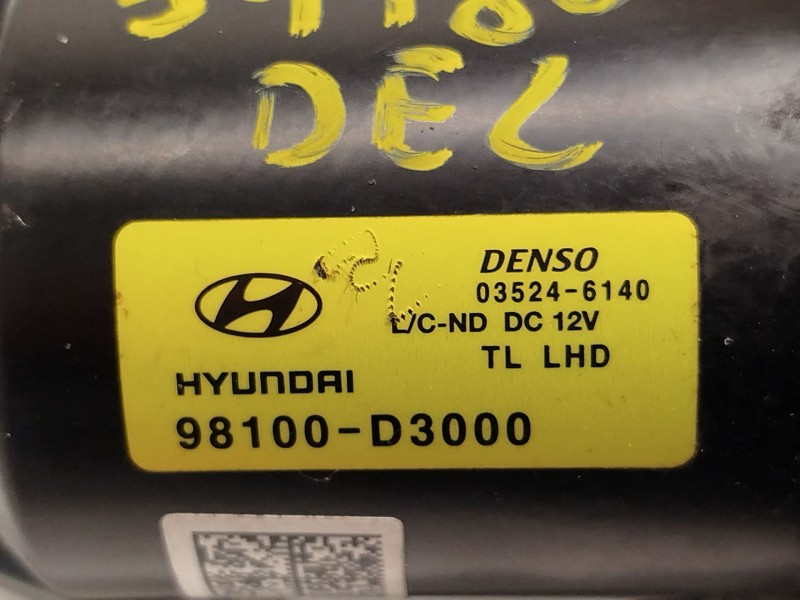 DEL
DENSO
03524-6140
L/C-ND DC 12V
TL LHD
HYUNDAI
98100-D3000